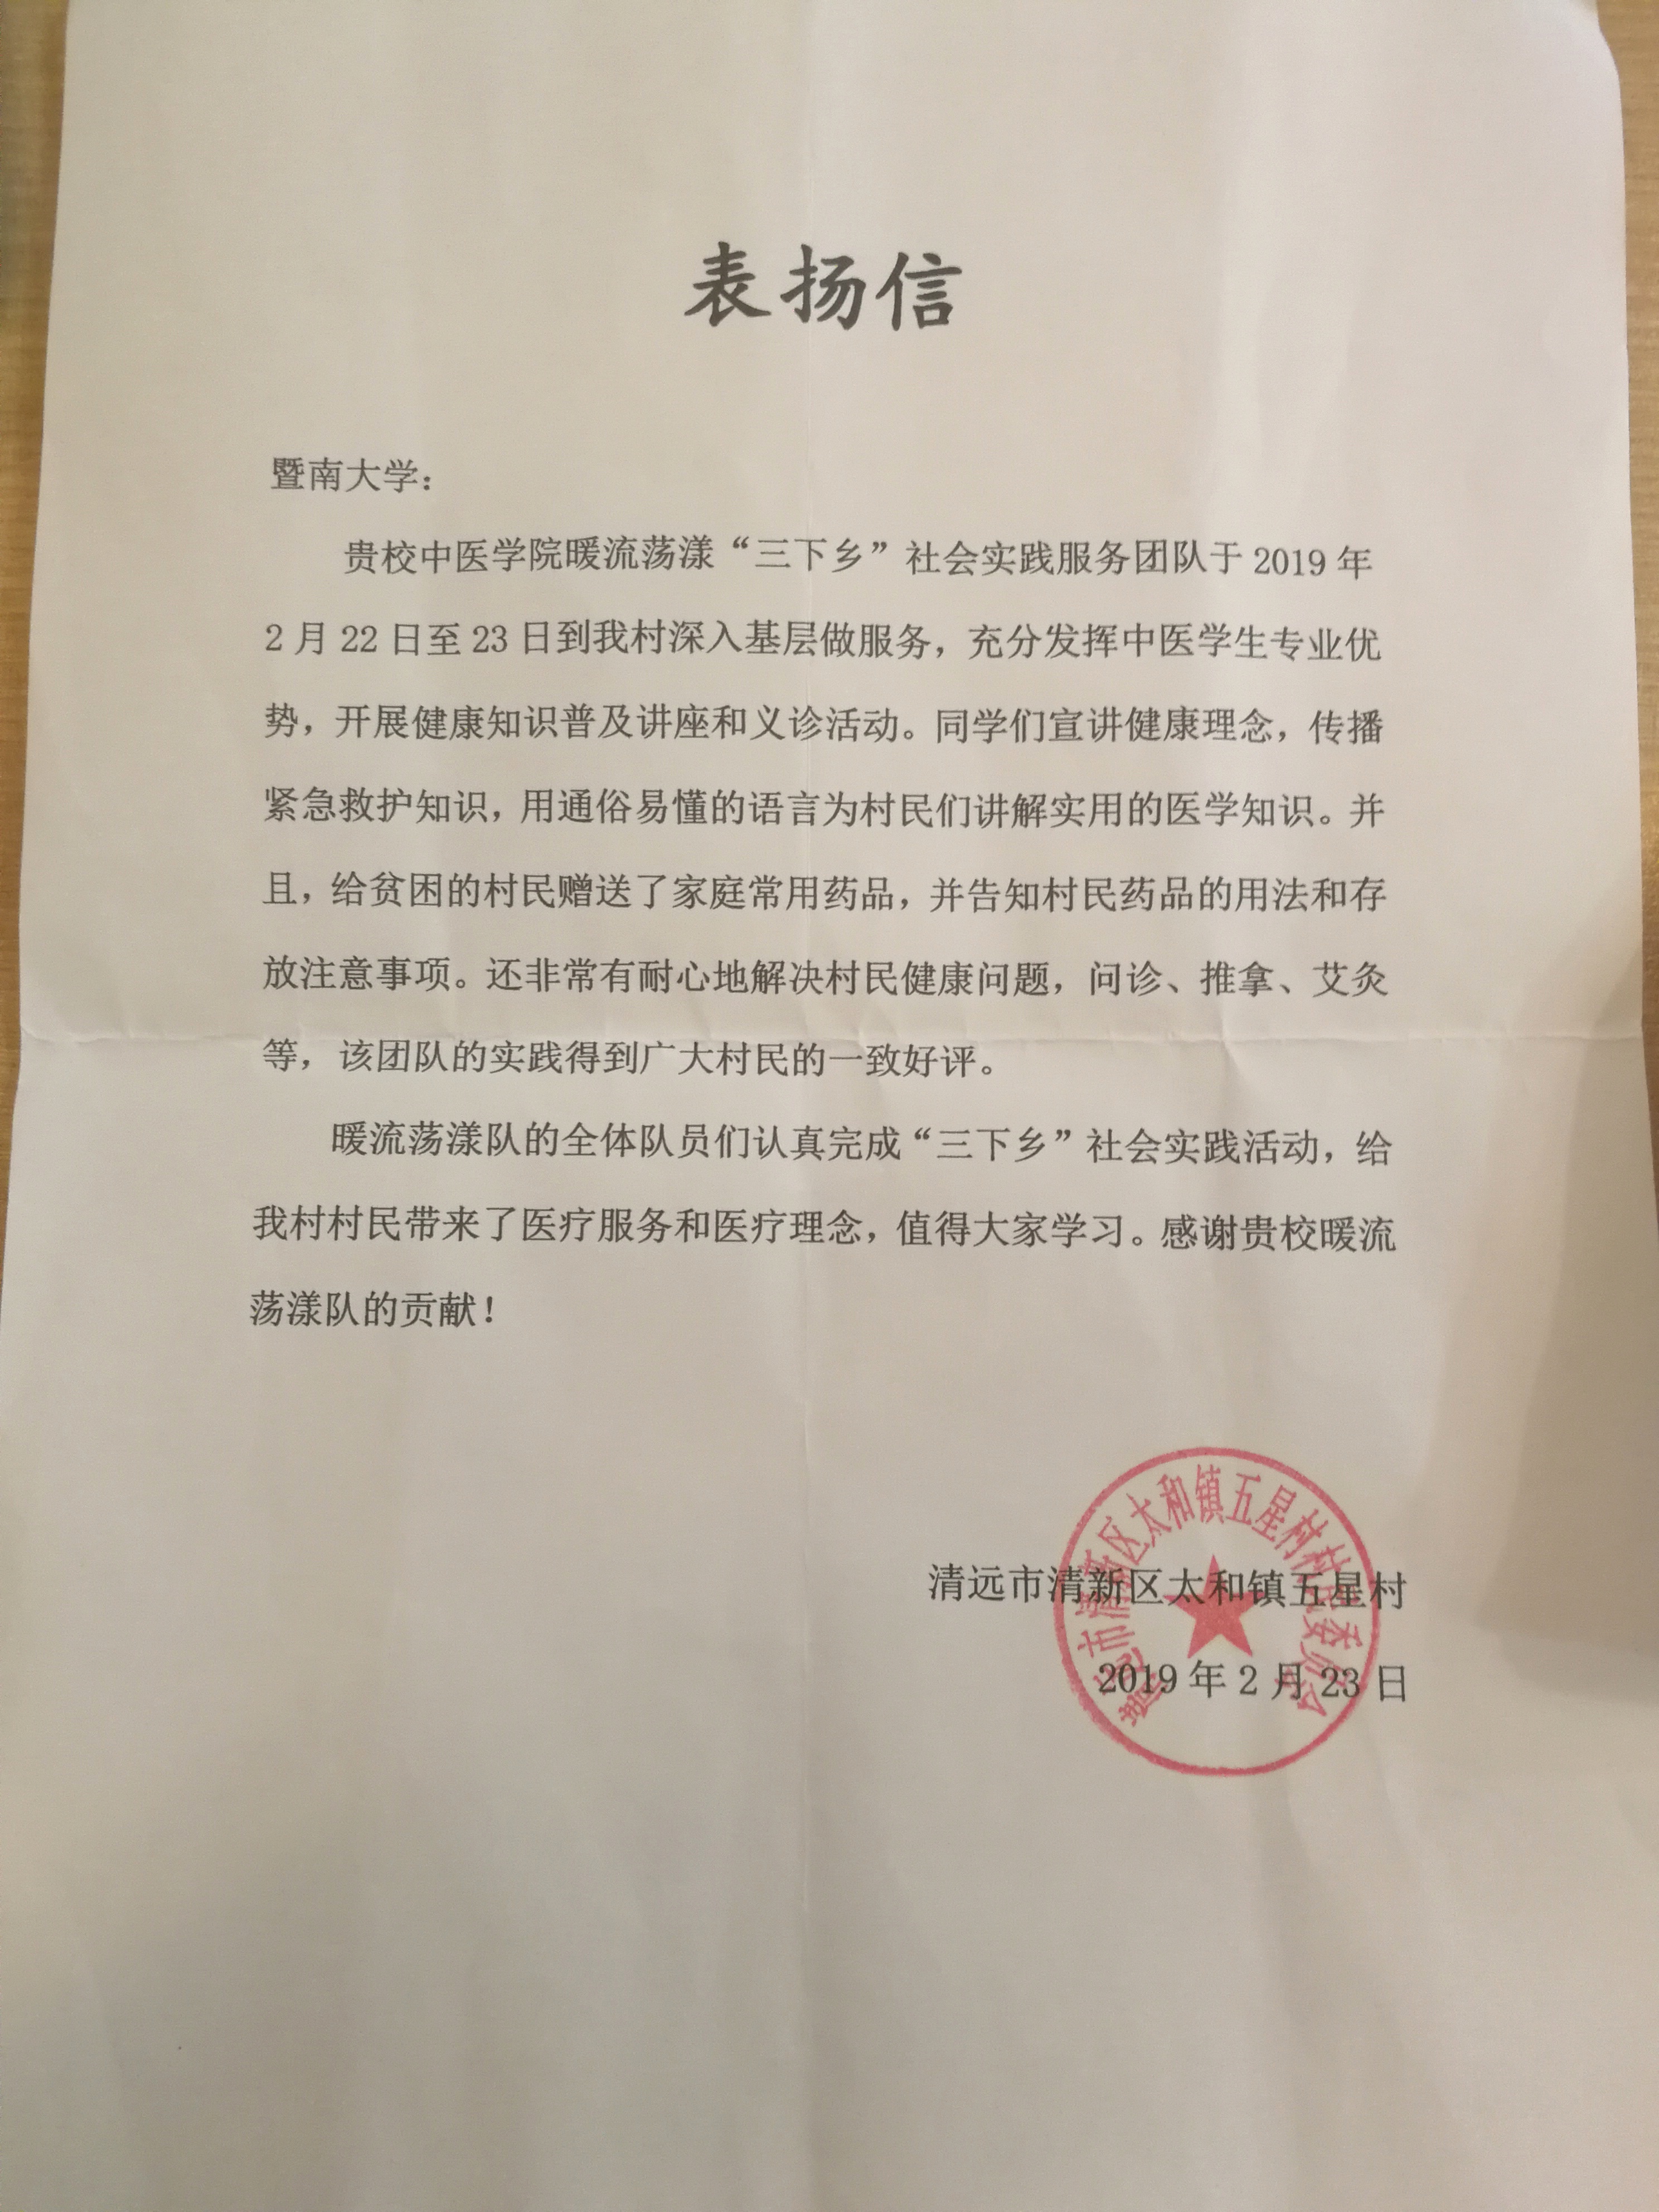 表扬信
暨南大学：
贵校中医学院暖流荡漾“三下乡”社会实践服务团队于 2019 年
2 月 22 日至 23 日到我村深入基层做服务，充分发挥中医学生专业优
势，开展健康知识普及讲座和义诊活动。同学们宣讲健康理念，传播
紧急救护知识，用通俗易懂的语言为村民们讲解实用的医学知识。并
且，给贫困的村民赠送了家庭常用药品，并告知村民药品的用法和存
放注意事项。还非常有耐心地解决村民健康问题，问诊、推拿、艾灸
等，该团队的实践得到广大村民的一致好评。
暖流荡漾队的全体队员们认真完成“三下乡”社会实践活动，给
我村村民带来了医疗服务和医疗理念，值得大家学习。感谢贵校暖流
荡漾队的贡献！
清远市清新区太和镇五星村村民委员会
清远市清新区太和镇五星村
2019 年 2 月 23 日